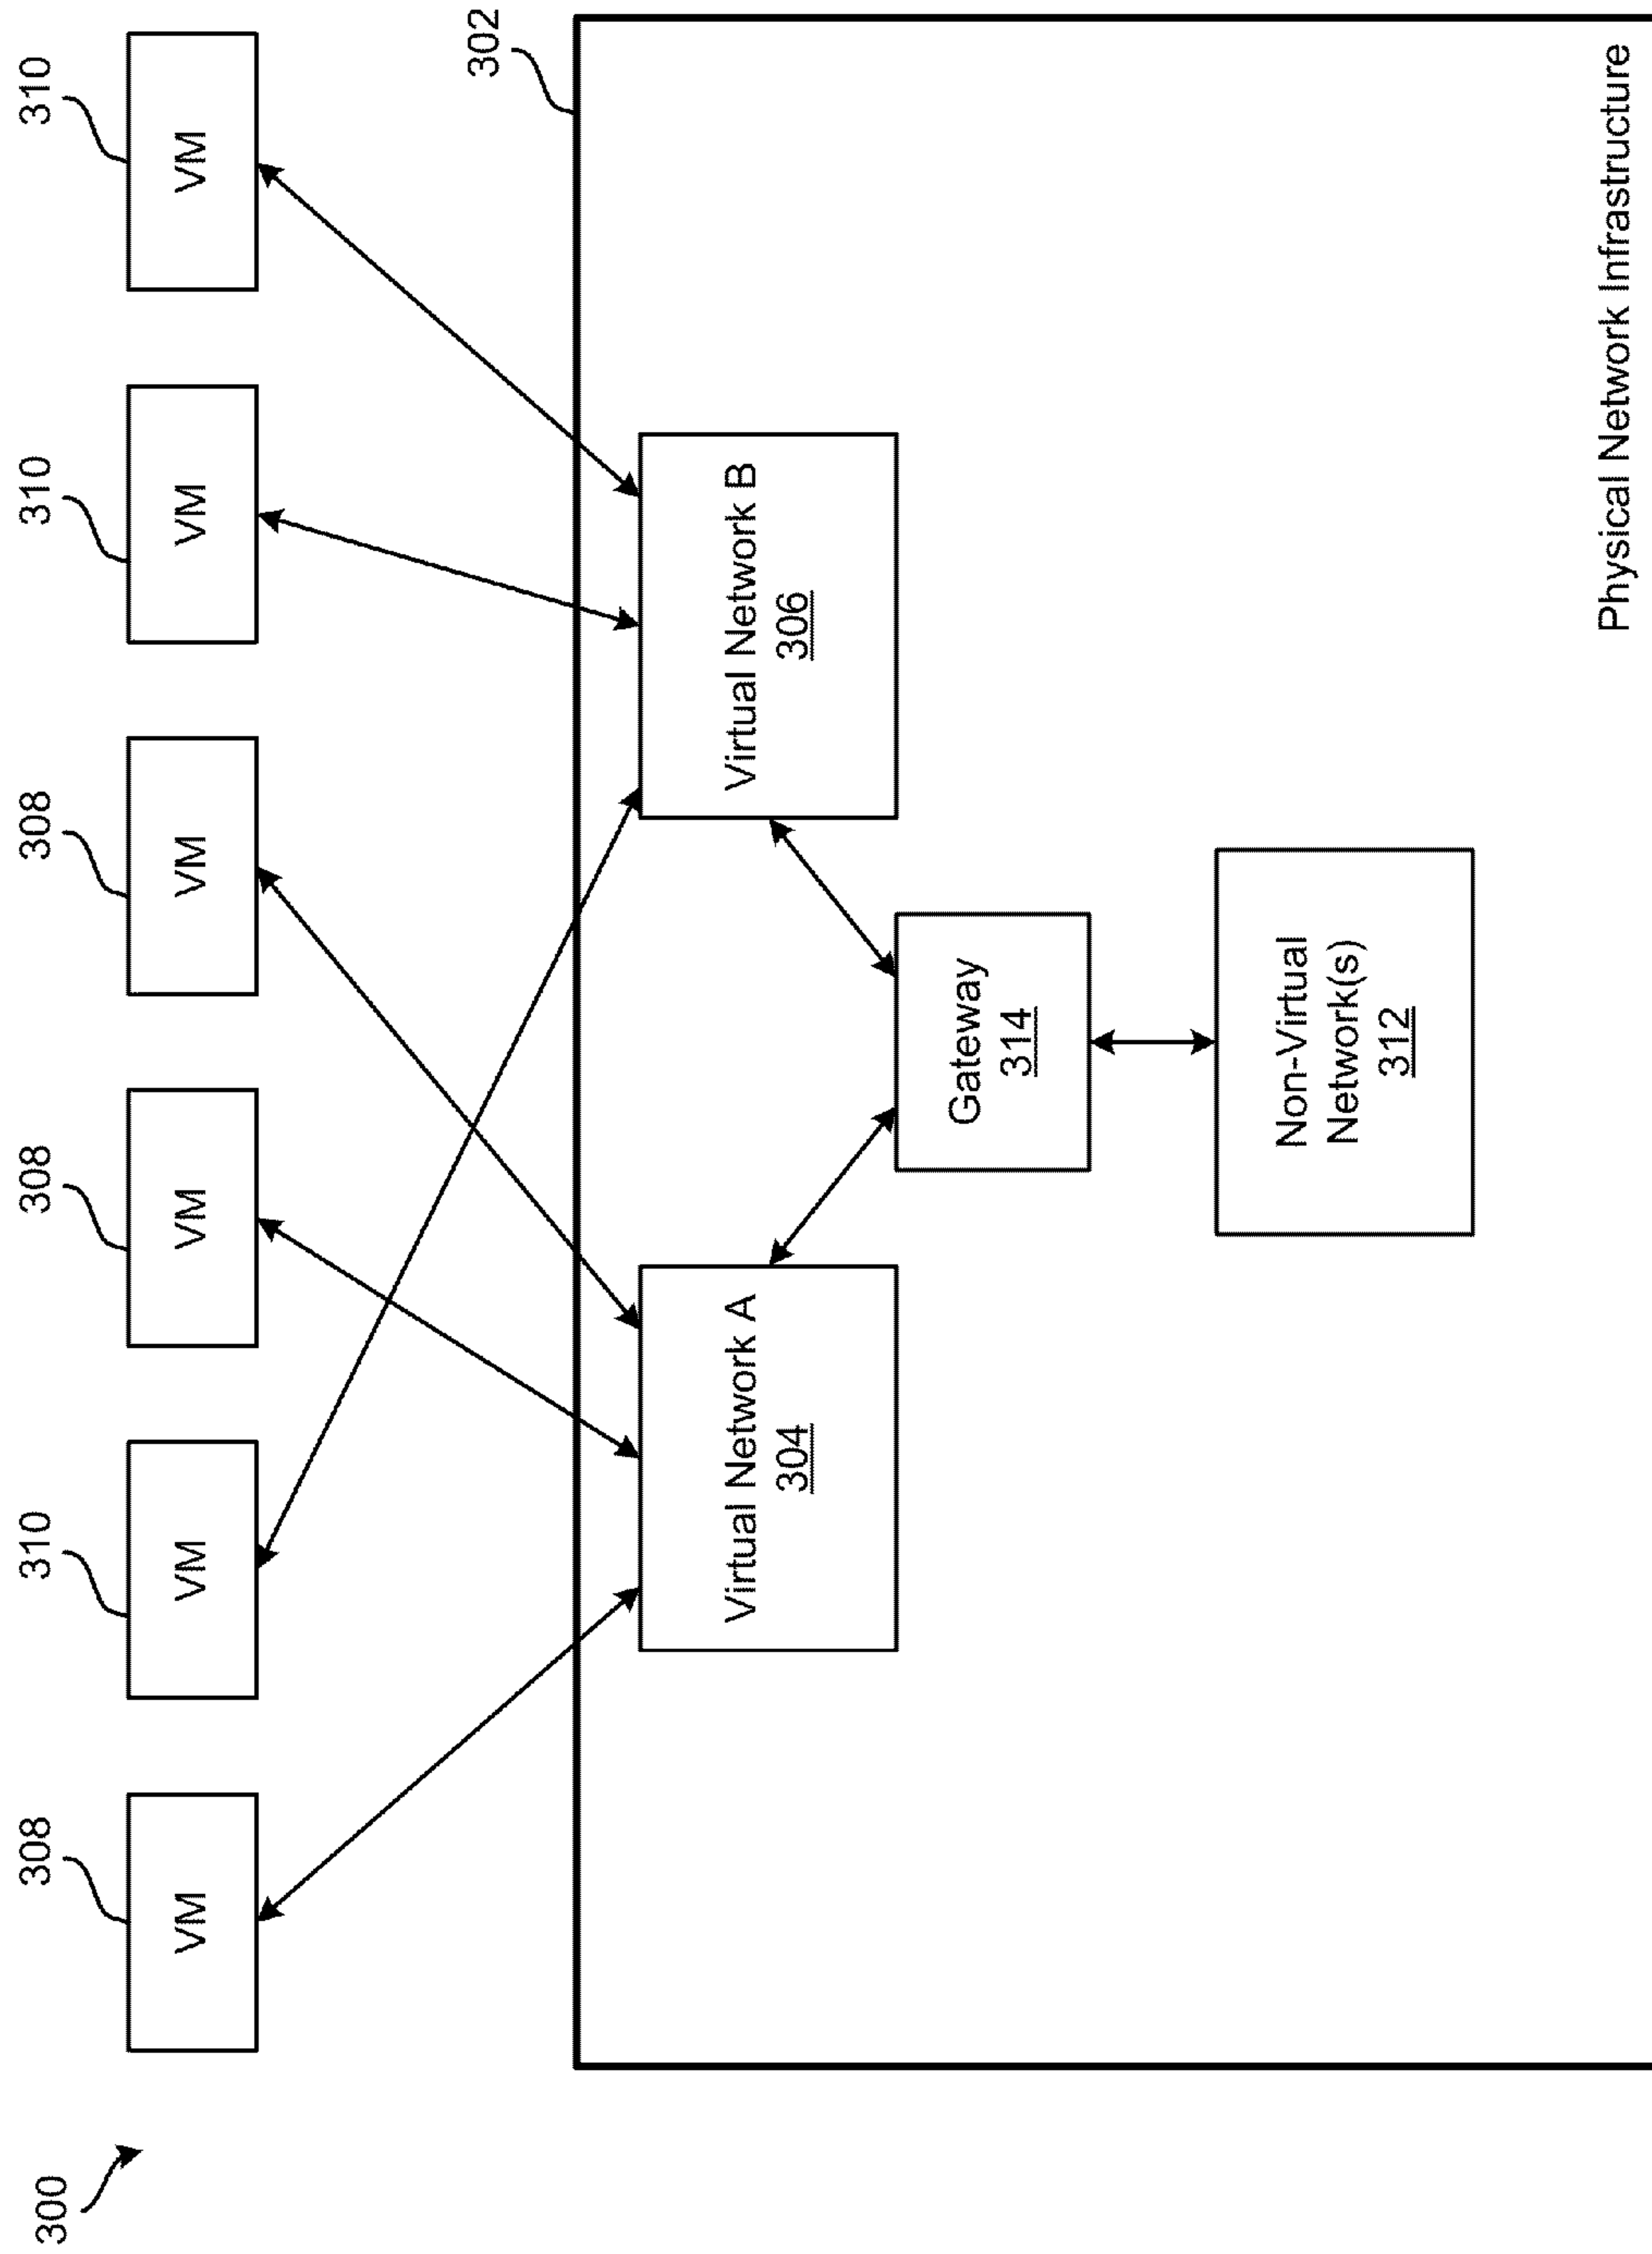 300
308
310
308
308
310
310
VM
VM
VM
VM
VM
VM
302
Virtual Network A
304
Virtual Network B
306
Gateway
314
Non-Virtual
Network(s)
312
Physical Network Infrastructure